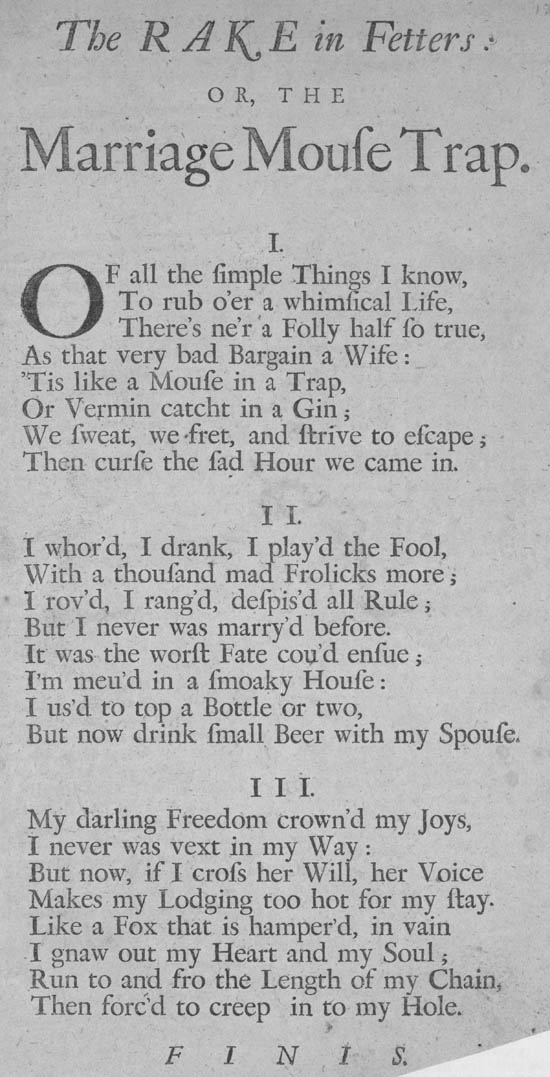 The RAKE in Fetters:
OR, THE
Marriage Mouſe Trap.
I.
OF all the ſimple Things I know,
To rub o'er a whimſical Life,
There's ne'r a Folly half ſo true,
As that very bad Bargain a Wife:
'Tis like a Mouſe in a Trap,
Or Vermin catcht in a Gin;
We ſweat, we fret, and ſtrive to eſcape;
Then curſe the ſad Hour we came in.
II.
I whor'd, I drank, I play'd the Fool,
With a thouſand mad Frolicks more;
I rov'd, I rang'd, deſpis'd all Rule;
But I never was marry'd before.
It was the worſt Fate cou'd enſue;
I'm meu'd in a ſmoaky Houſe:
I us'd to top a Bottle or two,
But now drink ſmall Beer with my Spouſe.
III.
My darling Freedom crown'd my Joys,
I never was vext in my Way:
But now, if I croſs her Will, her Voice
Makes my Lodging too hot for my ſtay.
Like a Fox that is hamper'd, in vain
I gnaw out my Heart and my Soul;
Run to and fro the Length of my Chain,
Then forc'd to creep in to my Hole.
FINIS.